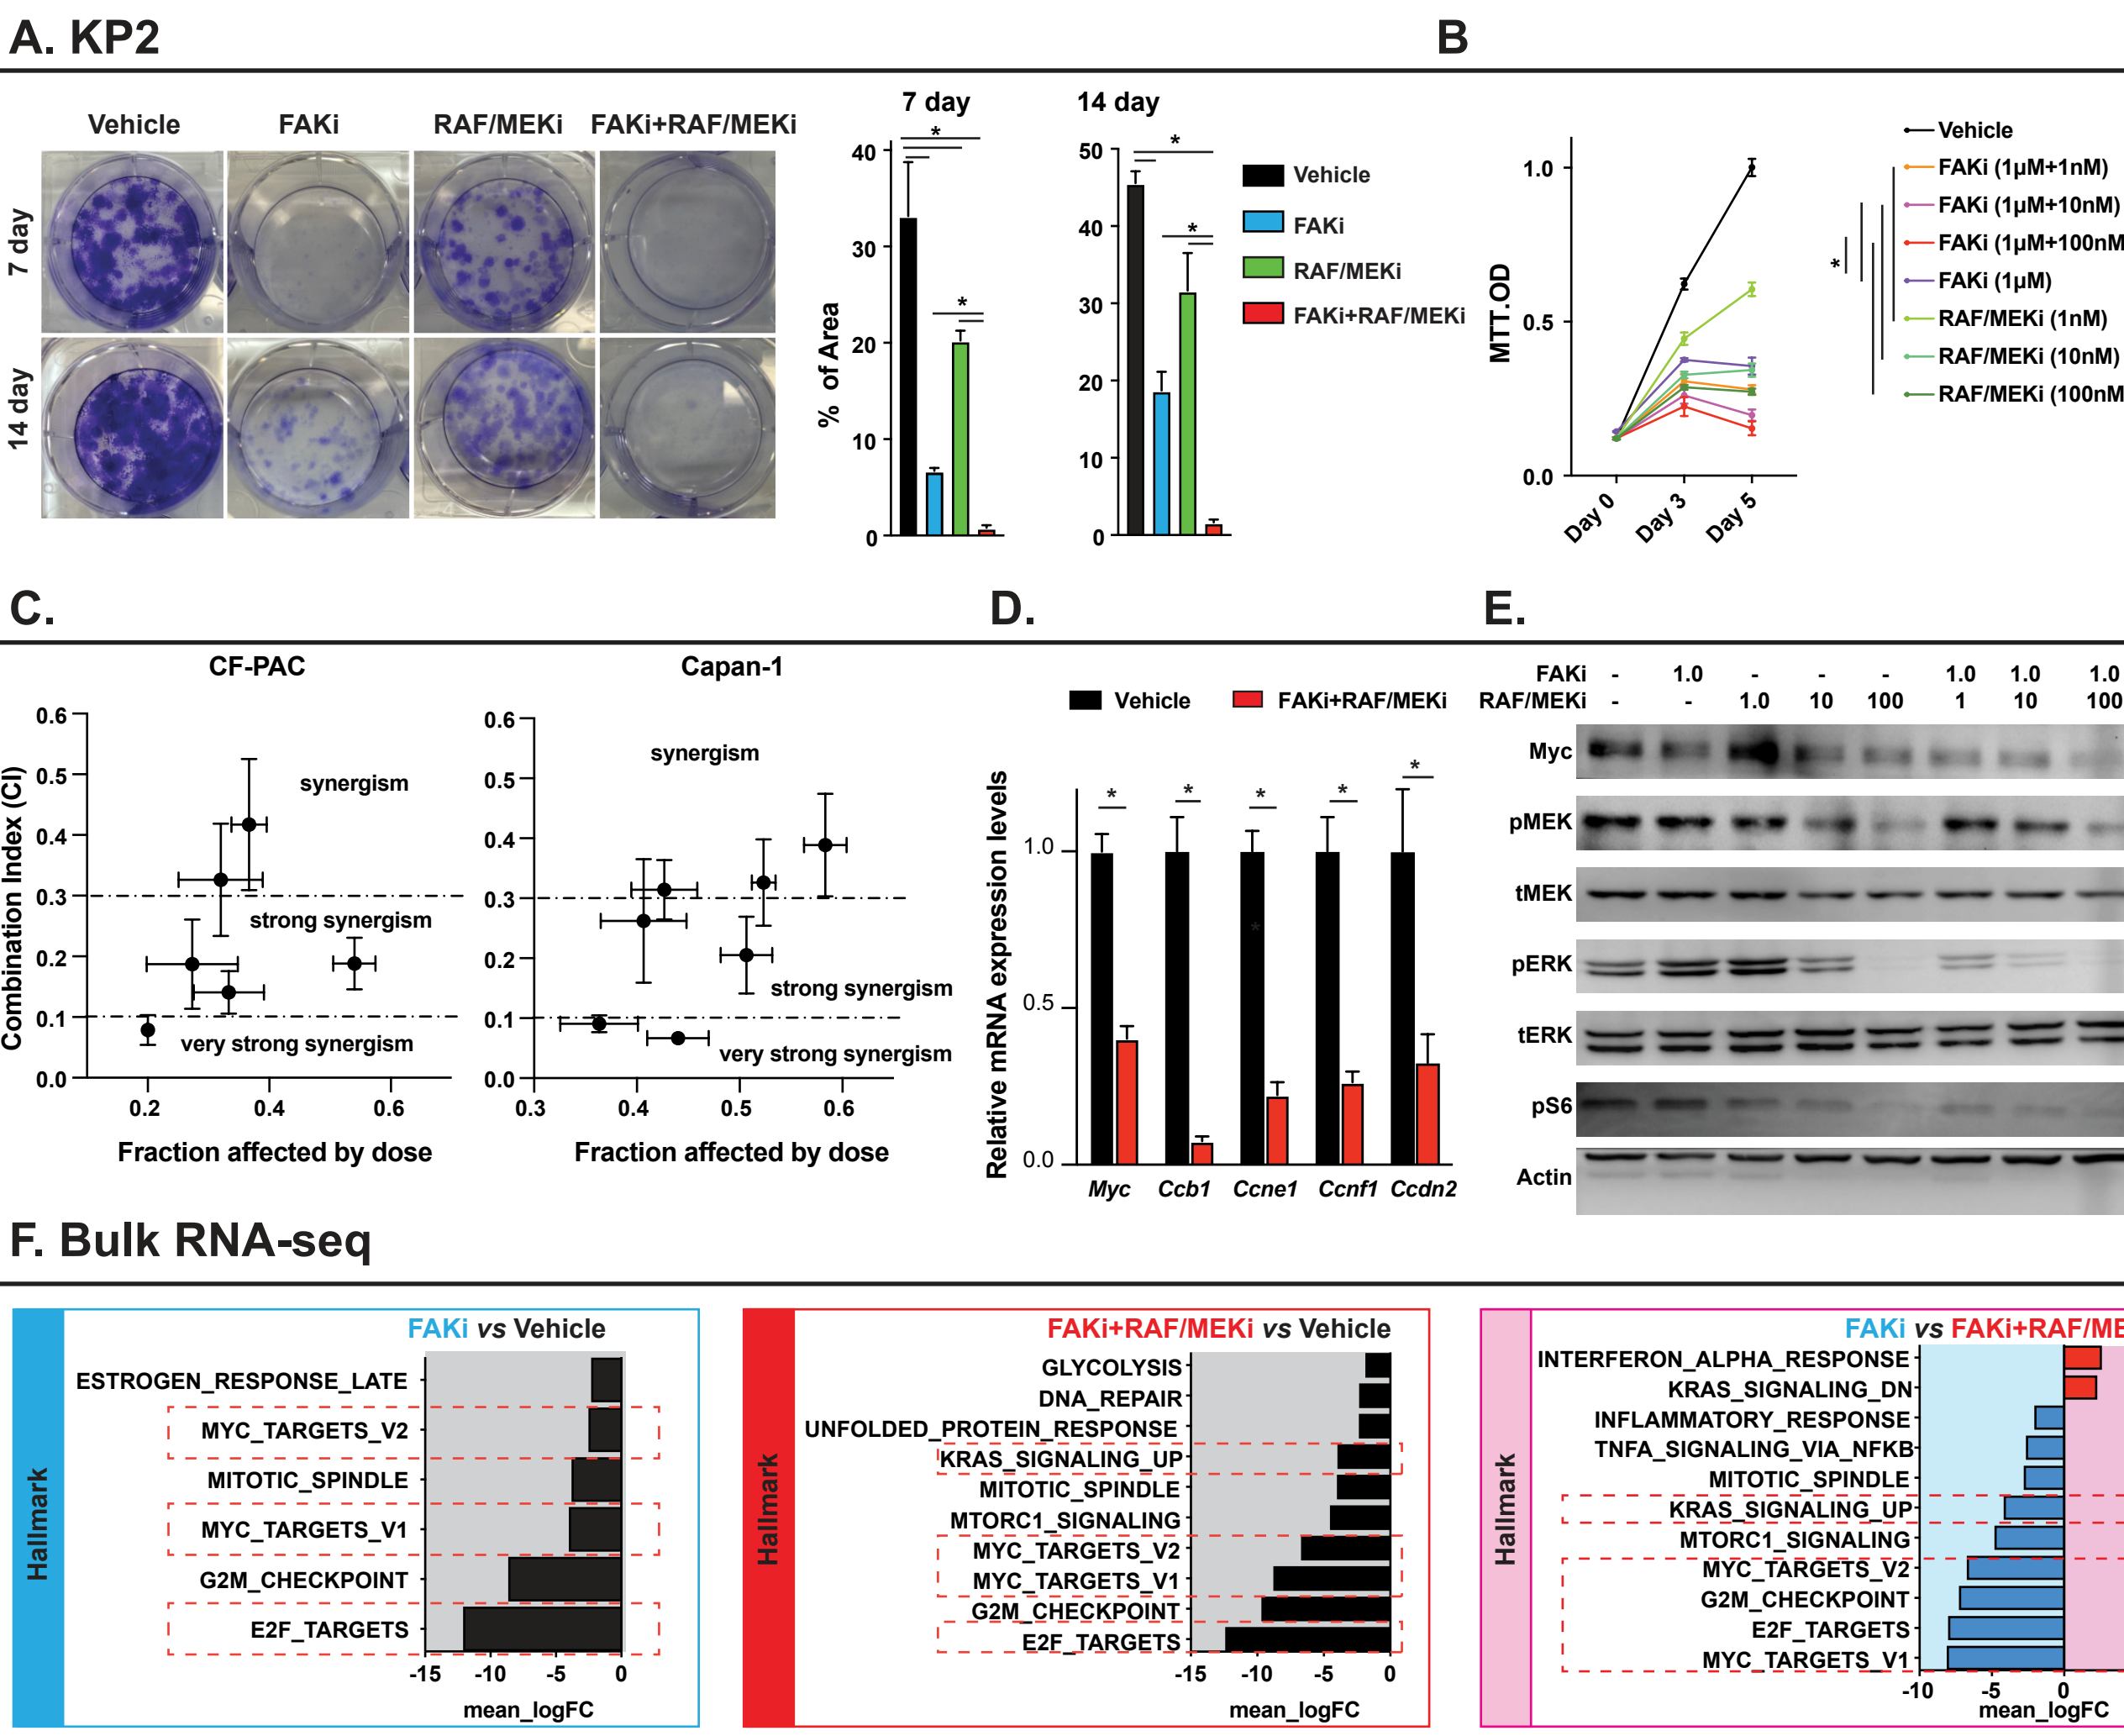 A. KP2
B
Vehicle FAKi RAF/MEKi FAKi+RAF/MEKi
7 day
14 day
7 day
14 day
% of Area
40
30
20
10
0
*
*
50
40
30
20
10
0
*
*
Vehicle
FAKi
RAF/MEKi
FAKi+RAF/MEKi
MTT.OD
1.0
0.5
0.0
Day 0 Day 3 Day 5
*
Vehicle
FAKi (1µM+1nM)
FAKi (1µM+10nM)
FAKi (1µM+100nM
FAKi (1µM)
RAF/MEKi (1nM)
RAF/MEKi (10nM)
RAF/MEKi (100nM
C.
D.
E.
CF-PAC
Combination Index (CI)
0.6
0.5
0.4
0.3
0.2
0.1
0.0
synergism
strong synergism
very strong synergism
0.2 0.4 0.6
Fraction affected by dose
Capan-1
0.6
0.5
0.4
0.3
0.2
0.1
0.0
synergism
strong synergism
very strong synergism
0.3 0.4 0.5 0.6
Fraction affected by dose
Vehicle FAKi+RAF/MEKi
Relative mRNA expression levels
1.0
0.5
0.0
* * * * *
*
Myc Ccb1 Ccne1 Ccnf1 Ccdn2
FAKi - 1.0 - - - 1.0 1.0 1.0
RAF/MEKi - - 1.0 10 100 1 10 100
Myc
pMEK
tMEK
pERK
tERK
pS6
Actin
F. Bulk RNA-seq
Hallmark
FAKi vs Vehicle
ESTROGEN_RESPONSE_LATE
MYC_TARGETS_V2
MITOTIC_SPINDLE
MYC_TARGETS_V1
G2M_CHECKPOINT
E2F_TARGETS
-15 -10 -5 0
mean_logFC
Hallmark
FAKi+RAF/MEKi vs Vehicle
GLYCOLYSIS
DNA_REPAIR
UNFOLDED_PROTEIN_RESPONSE
KRAS_SIGNALING_UP
MITOTIC_SPINDLE
MTORC1_SIGNALING
MYC_TARGETS_V2
MYC_TARGETS_V1
G2M_CHECKPOINT
E2F_TARGETS
-15 -10 -5 0
mean_logFC
Hallmark
FAKi vs FAKi+RAF/ME
INTERFERON_ALPHA_RESPONSE
KRAS_SIGNALING_DN
INFLAMMATORY_RESPONSE
TNFA_SIGNALING_VIA_NFKB
MITOTIC_SPINDLE
KRAS_SIGNALING_UP
MTORC1_SIGNALING
MYC_TARGETS_V2
G2M_CHECKPOINT
E2F_TARGETS
MYC_TARGETS_V1
-10 -5 0
mean_logFC